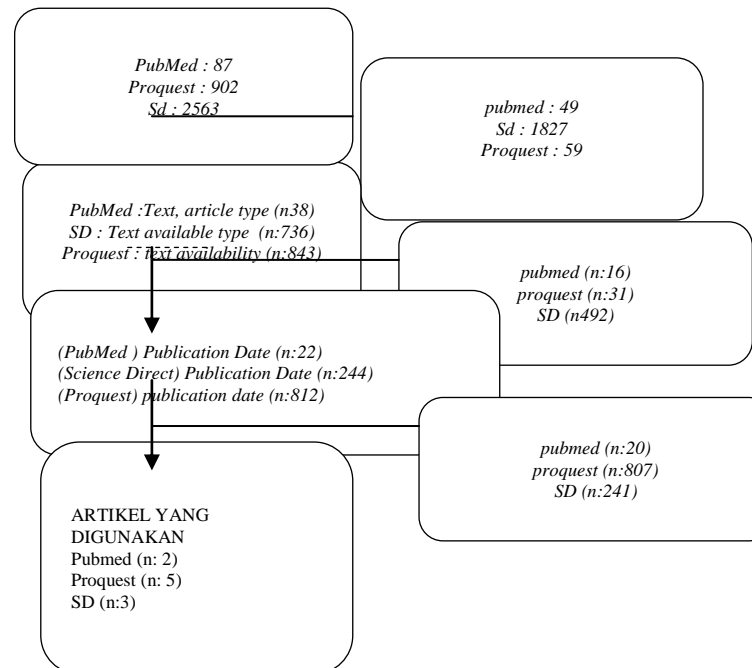 PubMed : 87
Proquest : 902
Sd : 2563
pubmed : 49
Sd : 1827
Proquest : 59
PubMed :Text, article type (n38)
SD : Text available type (n:736)
Proquest : text availability (n:843)
pubmed (n:16)
proquest (n:31)
SD (n492)
(PubMed ) Publication Date (n:22)
(Science Direct) Publication Date (n:244)
(Proquest) publication date (n:812)
pubmed (n:20)
proquest (n:807)
SD (n:241)
ARTIKEL YANG
DIGUNAKAN
Pubmed (n: 2)
Proquest (n: 5)
SD (n:3)